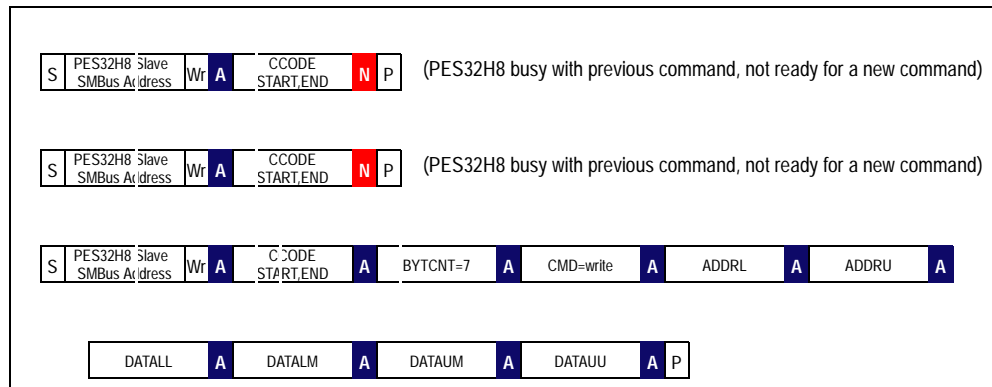 S PES32H8 Slave SMBus Address Wr A CCODE START,END N P (PES32H8 busy with previous command, not ready for a new command)
S PES32H8 Slave SMBus Address Wr A CCODE START,END N P (PES32H8 busy with previous command, not ready for a new command)
S PES32H8 Slave SMBus Address Wr A CCODE START,END A BYTCNT=7 A CMD=write A ADDRL A ADDRU A
DATALL A DATALM A DATAUM A DATAUU A P